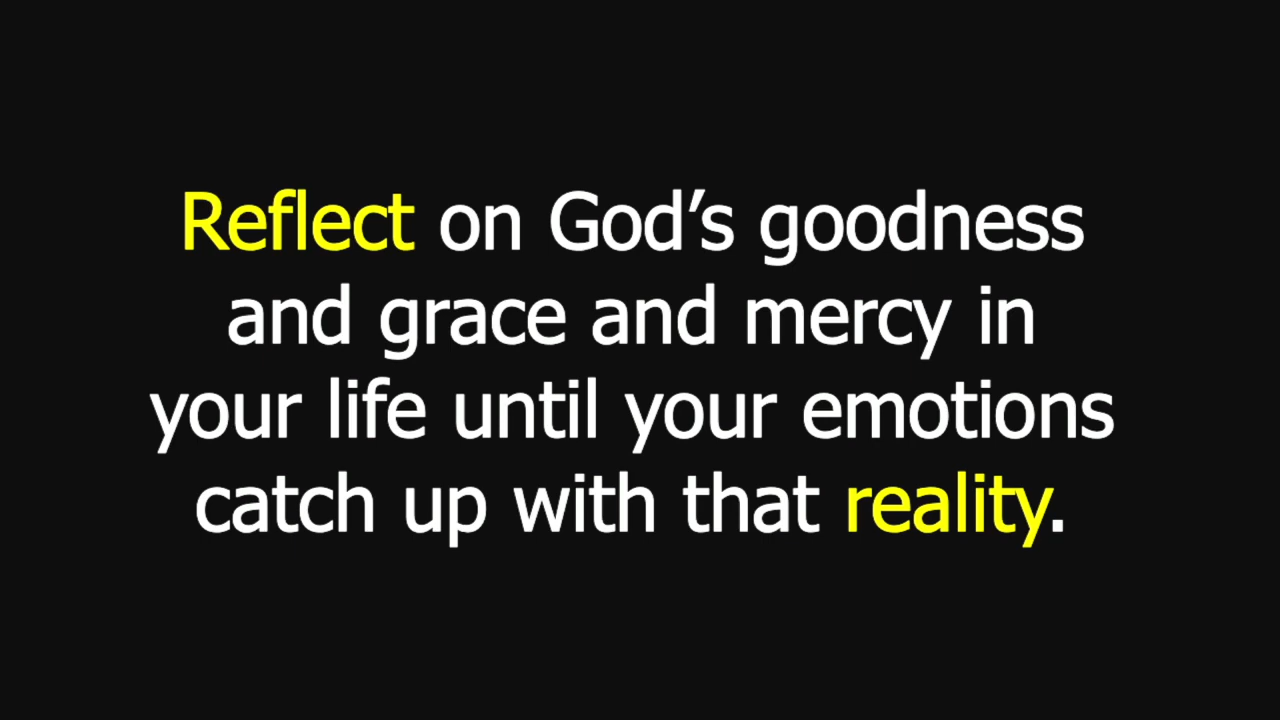 Reflect on God’s goodness
and grace and mercy in
your life until your emotions
catch up with that reality.